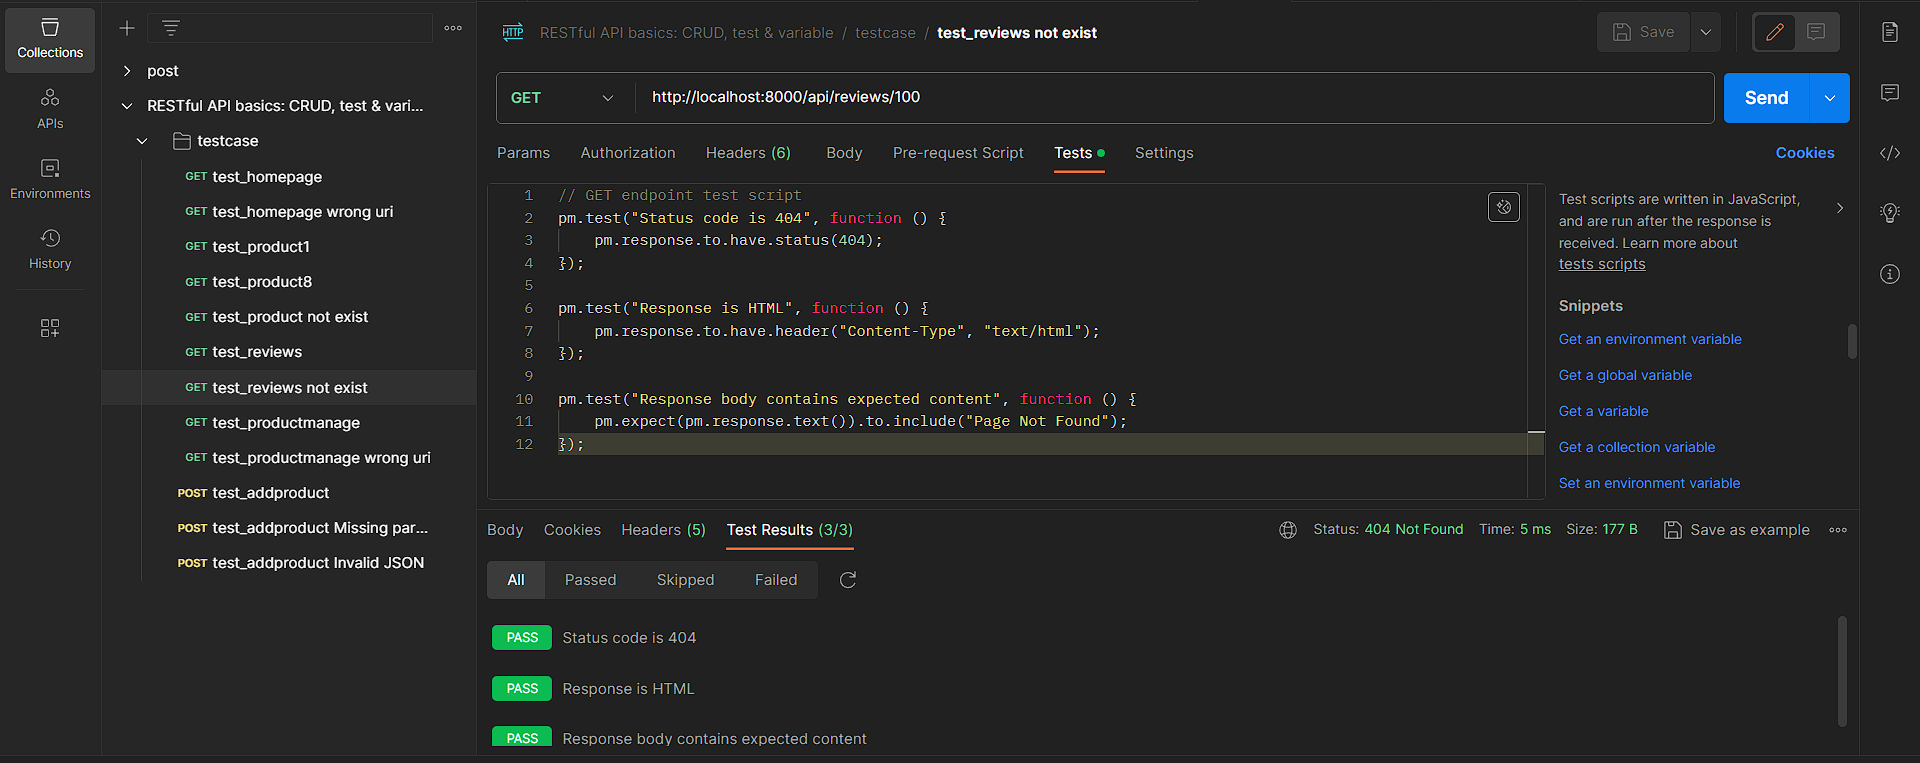 Collections
APIs
Environments
History
post
RESTful API basics: CRUD, test & vari...
testcase
GET test_homepage
GET test_homepage wrong uri
GET test_product1
GET test_product8
GET test_product not exist
GET test_reviews
GET test_reviews not exist
GET test_productmanage
GET test_productmanage wrong uri
POST test_addproduct
POST test_addproduct Missing par...
POST test_addproduct Invalid JSON
HTTP RESTful API basics: CRUD, test & variable / testcase / test_reviews not exist
Save
GET http://localhost:8000/api/reviews/100
Send
Params Authorization Headers (6) Body Pre-request Script Tests Settings
Cookies
1 // GET endpoint test script
2 pm.test("Status code is 404", function () {
3 pm.response.to.have.status(404);
4 });
5
6 pm.test("Response is HTML", function () {
7 pm.response.to.have.header("Content-Type", "text/html");
8 });
9
10 pm.test("Response body contains expected content", function () {
11 pm.expect(pm.response.text()).to.include("Page Not Found");
12 });
Test scripts are written in JavaScript,
and are run after the response is
received. Learn more about
tests scripts
Snippets
Get an environment variable
Get a global variable
Get a variable
Get a collection variable
Set an environment variable
Body Cookies Headers (5) Test Results (3/3)
Status: 404 Not Found Time: 5 ms Size: 177 B Save as example
All Passed Skipped Failed
PASS Status code is 404
PASS Response is HTML
PASS Response body contains expected content